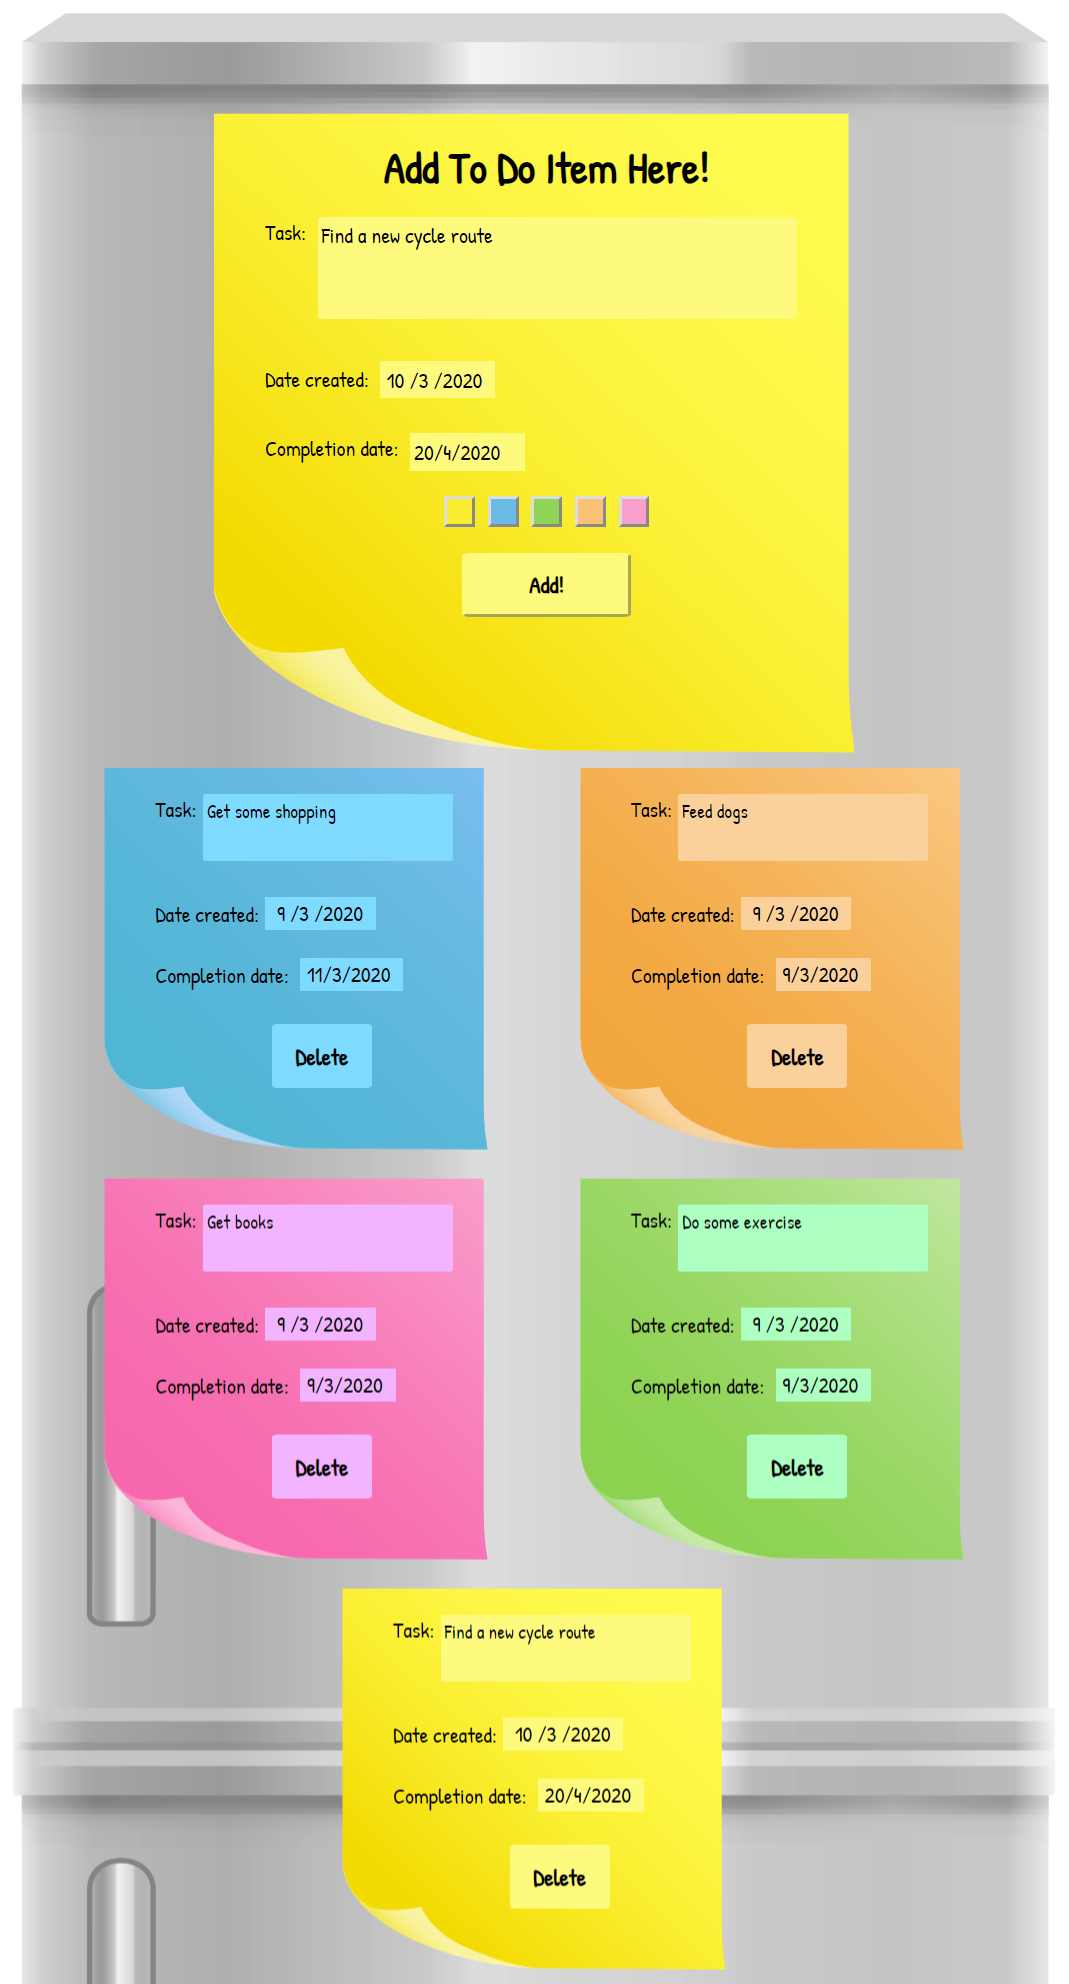 Add To Do Item Here!
Task: Find a new cycle route
Date created: 10 /3 /2020
Completion date: 20/4/2020
Add!
Task: Get some shopping
Date created: 9 /3 /2020
Completion date: 11/3/2020
Delete
Task: Feed dogs
Date created: 9 /3 /2020
Completion date: 9/3/2020
Delete
Task: Get books
Date created: 9 /3 /2020
Completion date: 9/3/2020
Delete
Task: Do some exercise
Date created: 9 /3 /2020
Completion date: 9/3/2020
Delete
Task: Find a new cycle route
Date created: 10 /3 /2020
Completion date: 20/4/2020
Delete